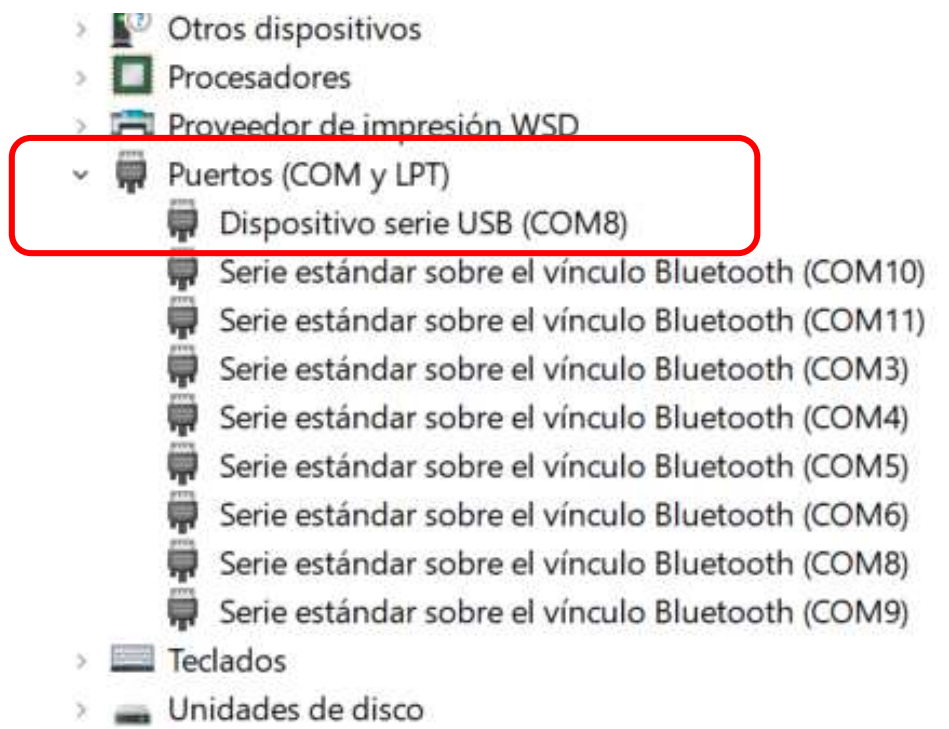 Otros dispositivos
Procesadores
Proveedor de impresión WSD
Puertos (COM y LPT)
Dispositivo serie USB (COM8)
Serie estándar sobre el vínculo Bluetooth (COM10)
Serie estándar sobre el vínculo Bluetooth (COM11)
Serie estándar sobre el vínculo Bluetooth (COM3)
Serie estándar sobre el vínculo Bluetooth (COM4)
Serie estándar sobre el vínculo Bluetooth (COM5)
Serie estándar sobre el vínculo Bluetooth (COM6)
Serie estándar sobre el vínculo Bluetooth (COM8)
Serie estándar sobre el vínculo Bluetooth (COM9)
Teclados
Unidades de disco